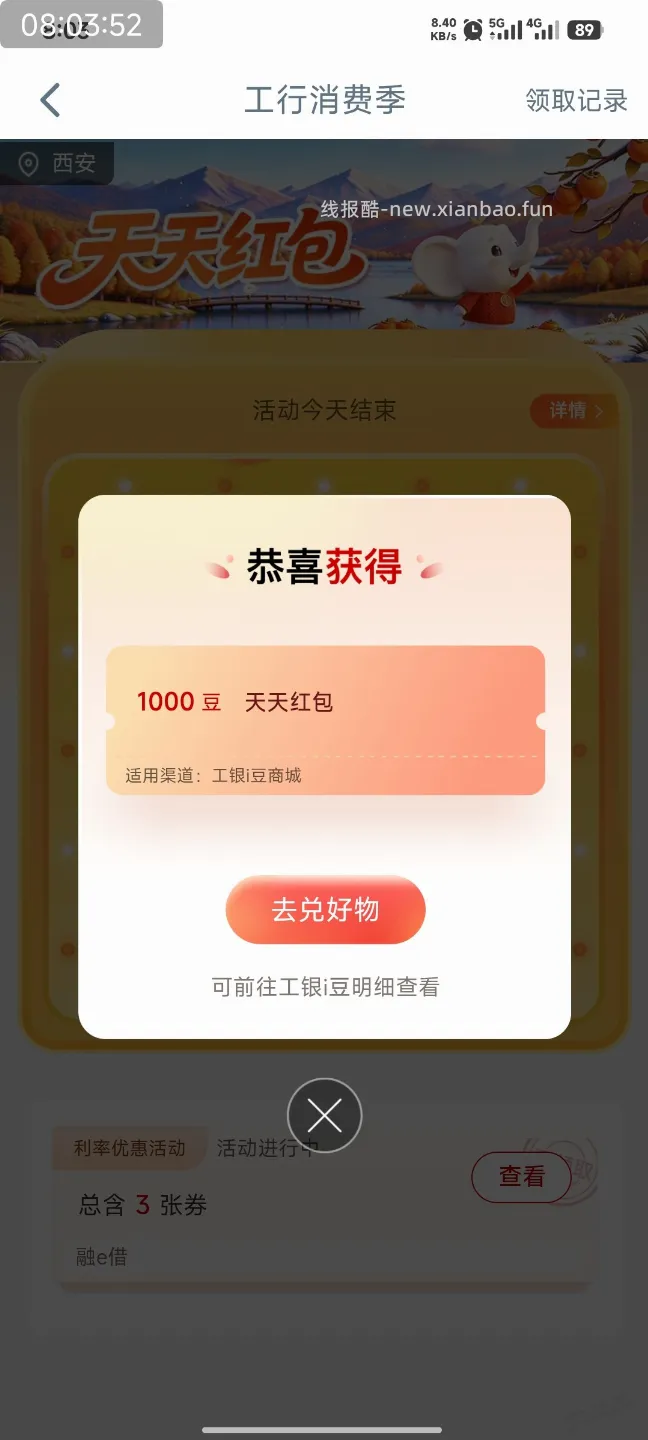 08:03:52
8.40 KB/s 5G 4G 89
工行消费季
领取记录
西安
线报酷-new.xianbao.fun
天天红包
活动今天结束
详情
恭喜获得
1000 豆 天天红包
适用渠道：工银i豆商城
去兑好物
可前往工银i豆明细查看
利率优惠活动 活动进行中
查看
总含 3 张券
融e借